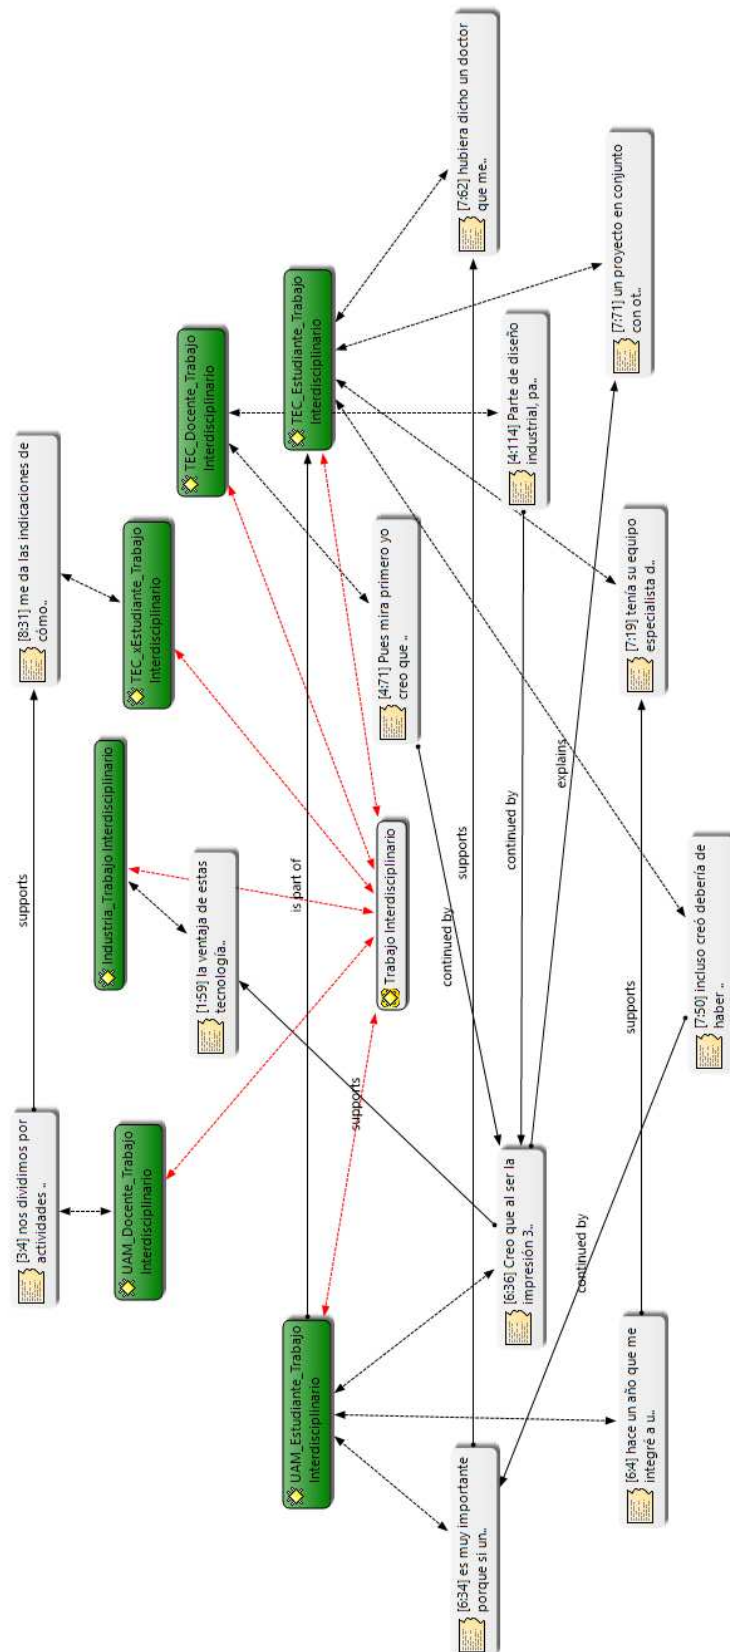 [3:4] nos dividimos por
actividades ..
supports
[8:31] me da las indicaciones de
cómo..
UAM_Docente_Trabajo
Interdisciplinario
Industria_Trabajo Interdisciplinario
TEC_xEstudiante_Trabajo
Interdisciplinario
[1:59] la ventaja de estas
tecnología..
TEC_Docente_Trabajo
Interdisciplinario
UAM_Estudiante_Trabajo
Interdisciplinario
is part of
TEC_Estudiante_Trabajo
Interdisciplinario
supports
Trabajo Interdisciplinario
[4:71] Pues mira primero yo
creo que ..
continued by
supports
[6:34] es muy importante
porque si un..
[7:62] hubiera dicho un doctor
que me..
[6:36] Creo que al ser la
impresión 3..
continued by
[4:114] Parte de diseño
industrial, pa..
explains
continued by
[6:4] hace un año que me
integré a u..
supports
[7:19] tenía su equipo
especialista d..
[7:71] un proyecto en conjunto
con ot..
[7:50] incluso creó debería de
haber ..